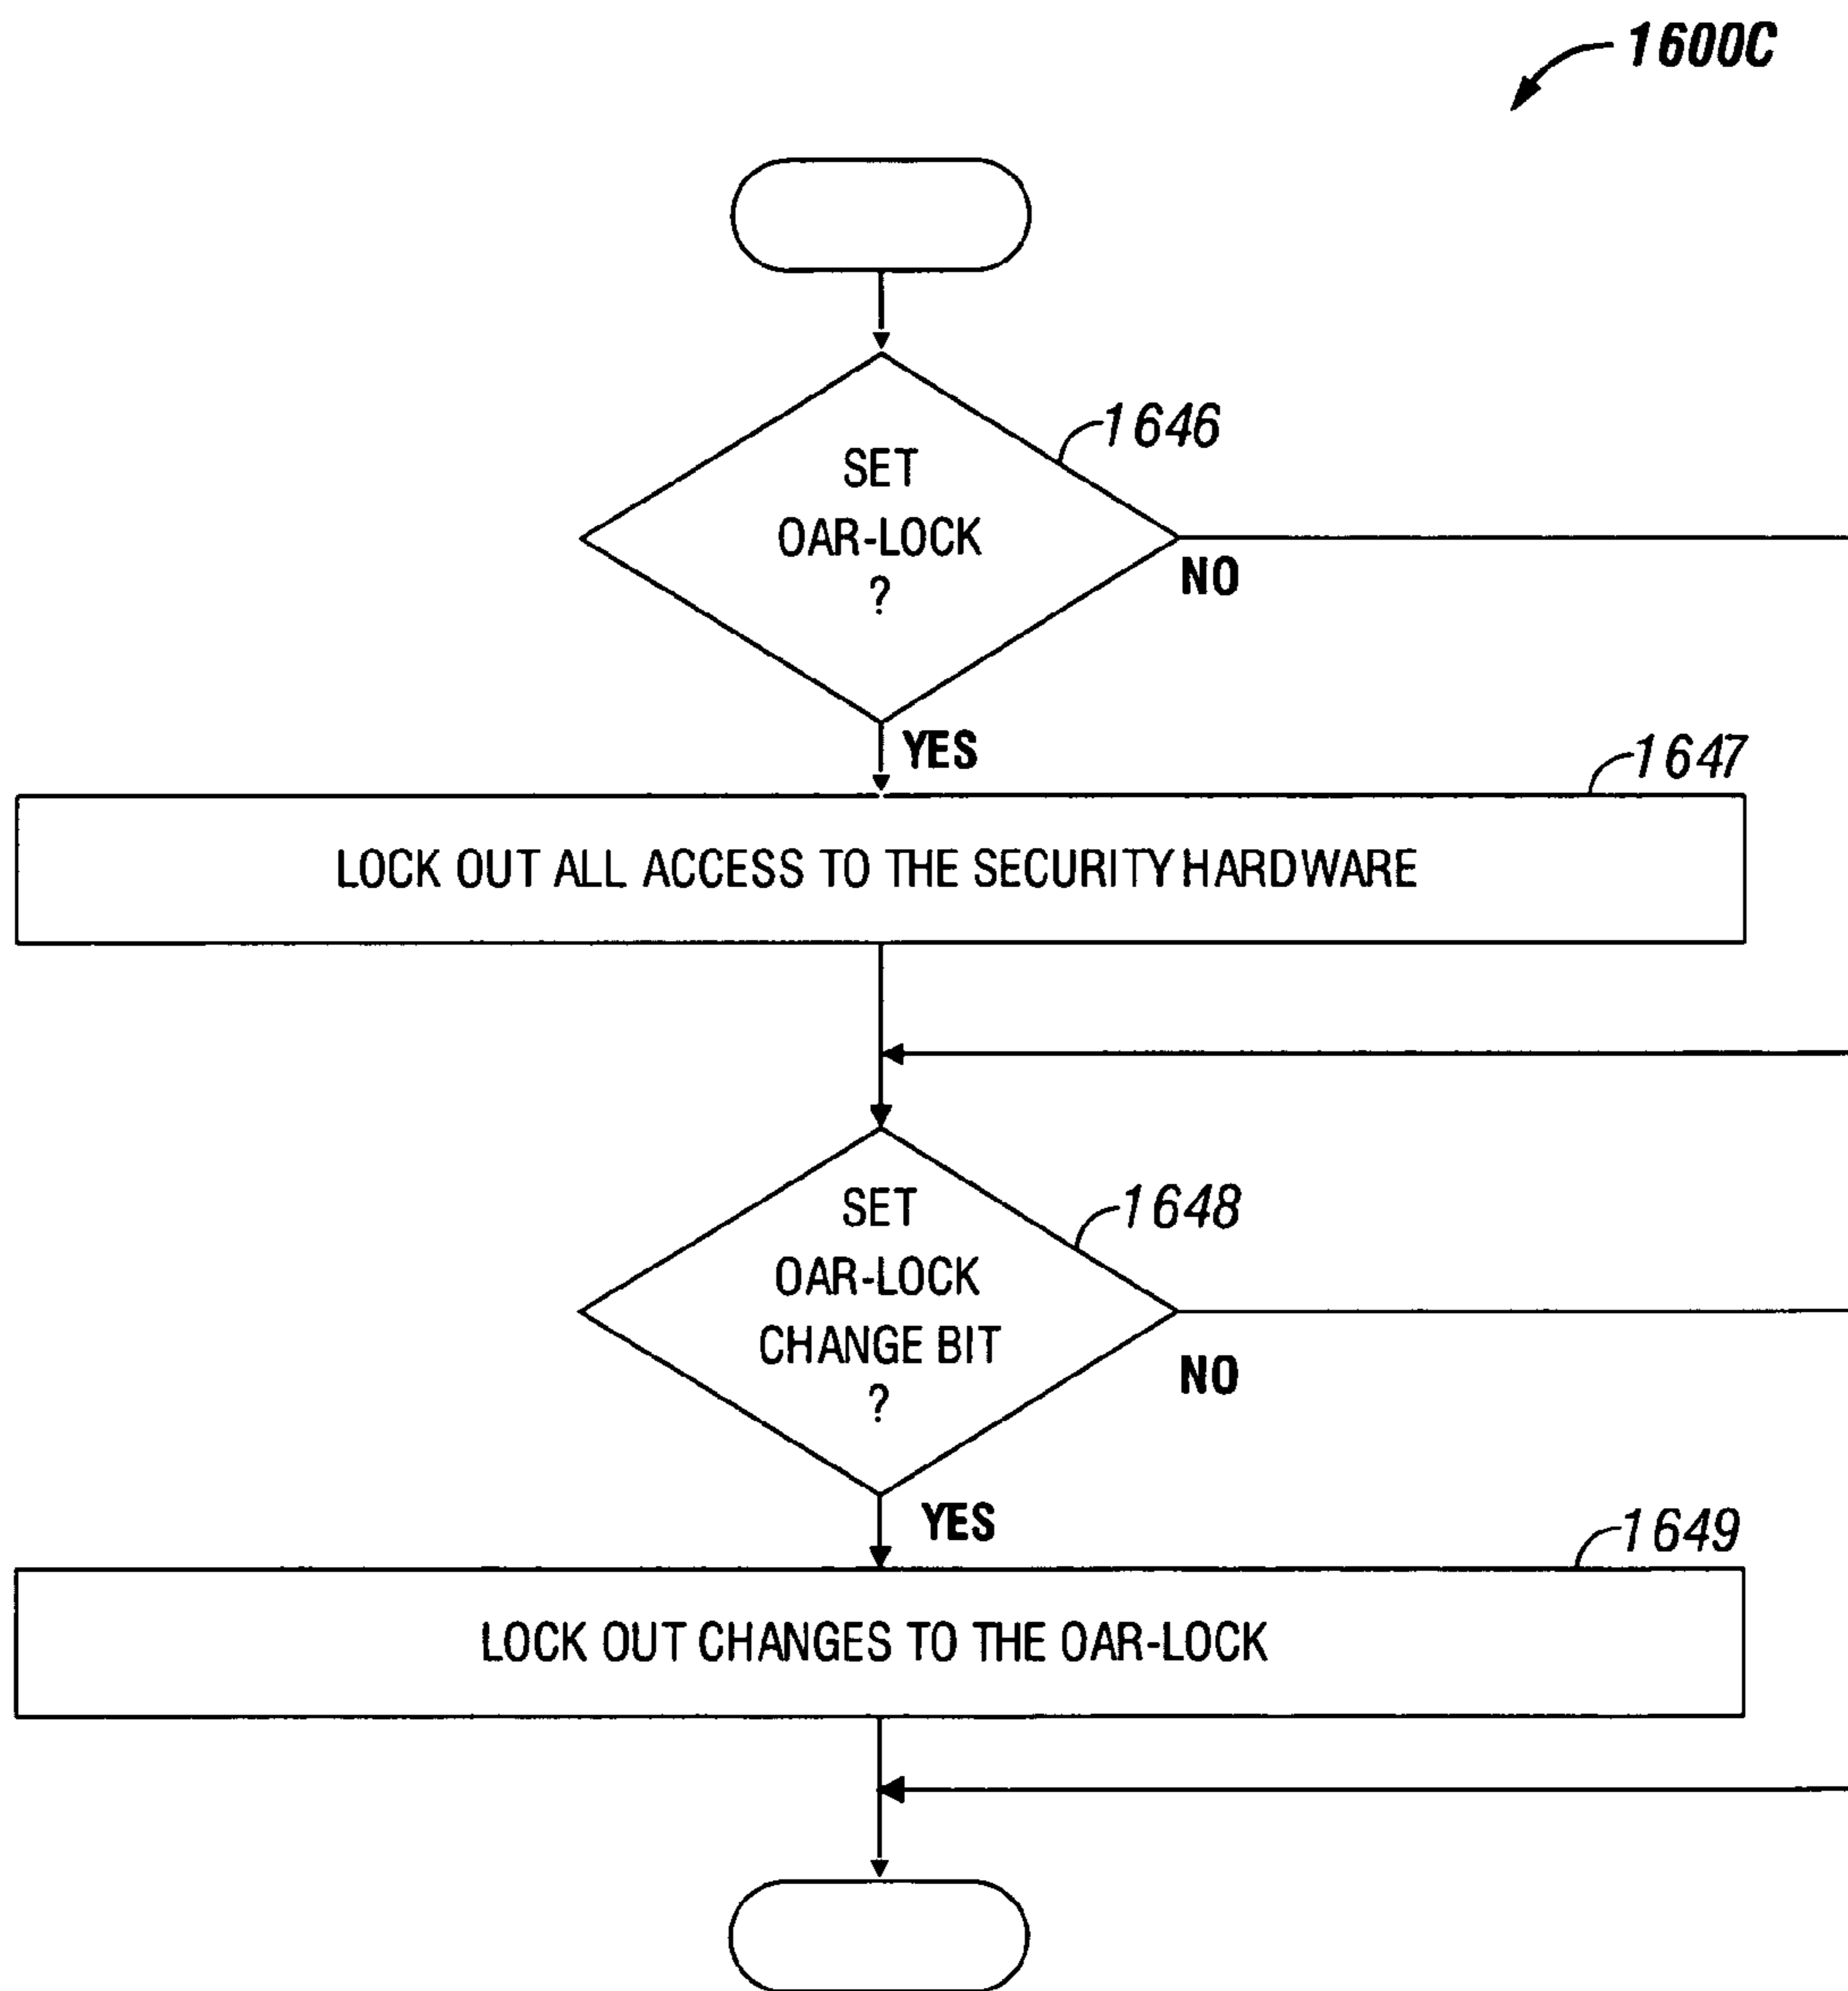 1600C
1646
SET
OAR-LOCK
?
NO
YES
1647
LOCK OUT ALL ACCESS TO THE SECURITY HARDWARE
1648
SET
OAR-LOCK
CHANGE BIT
?
NO
YES
1649
LOCK OUT CHANGES TO THE OAR-LOCK